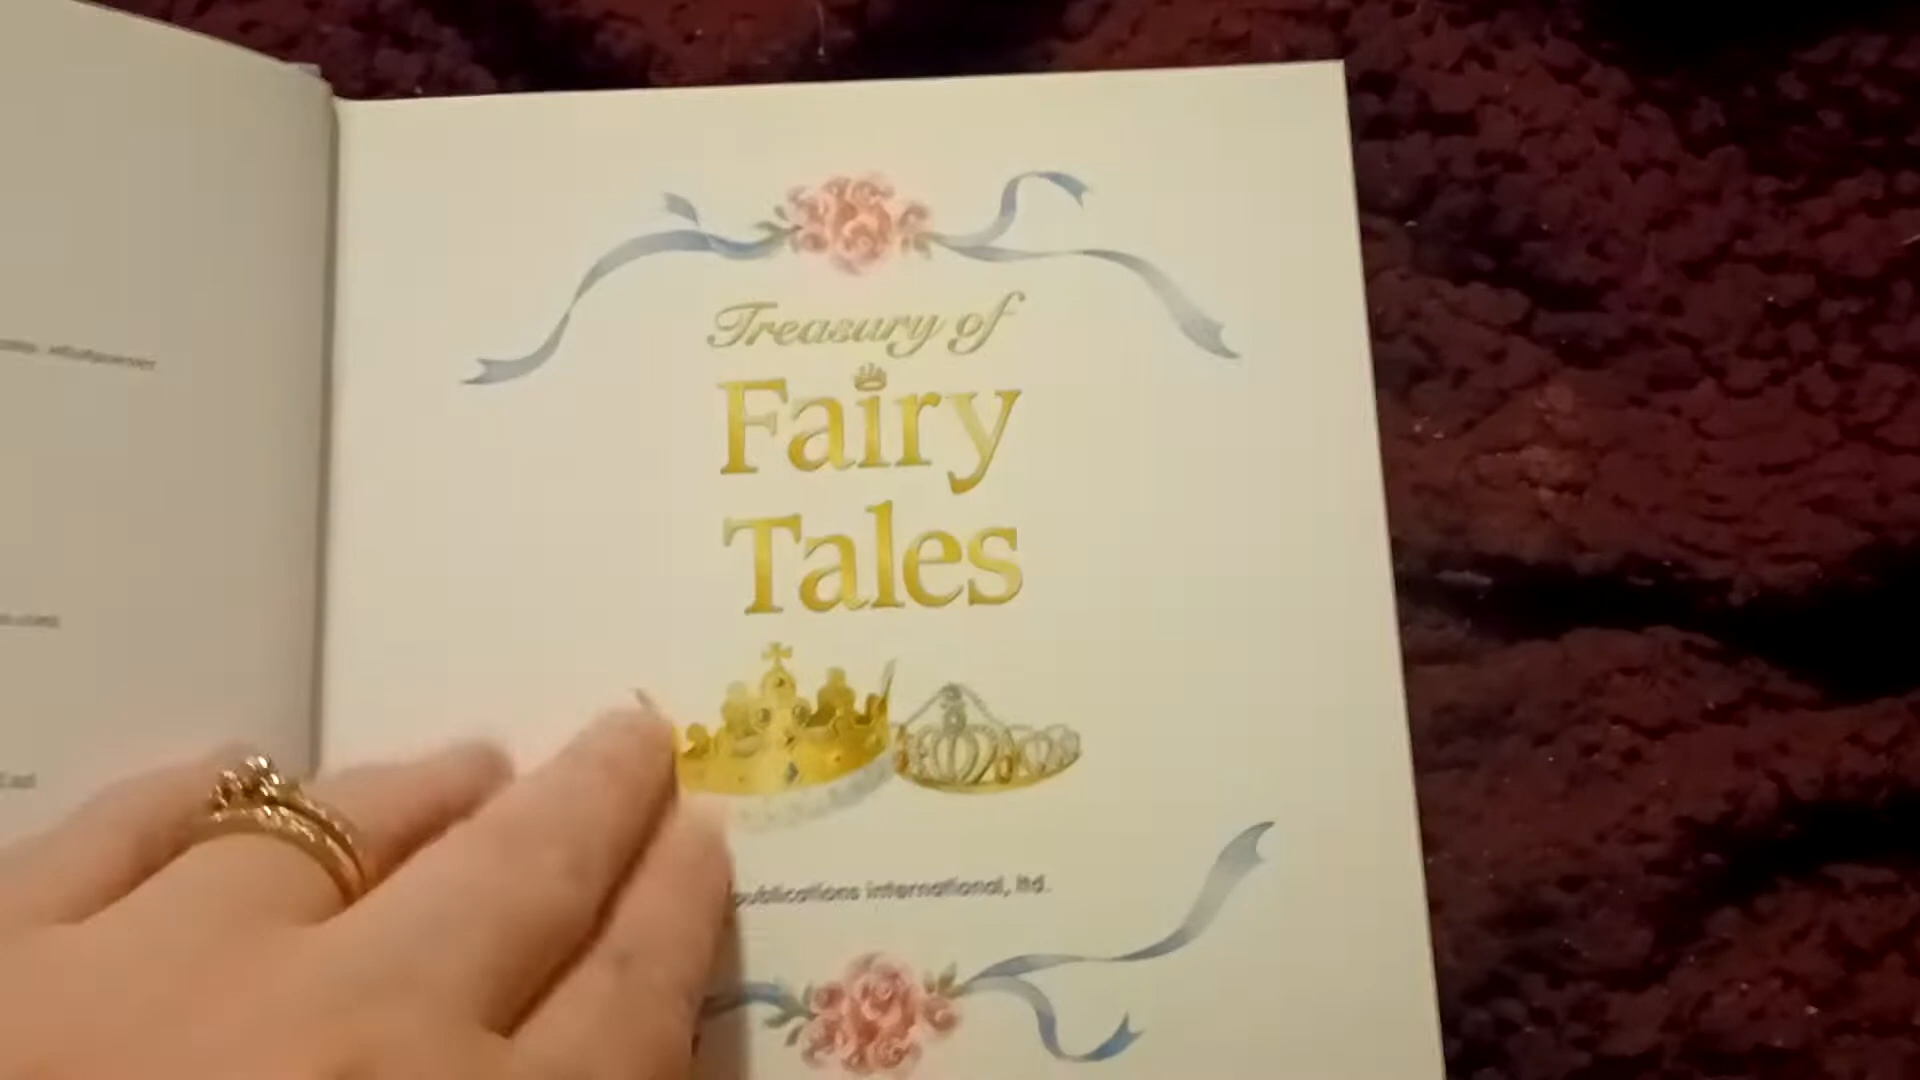 Treasury of
Fairy
Tales
publications international, ltd.